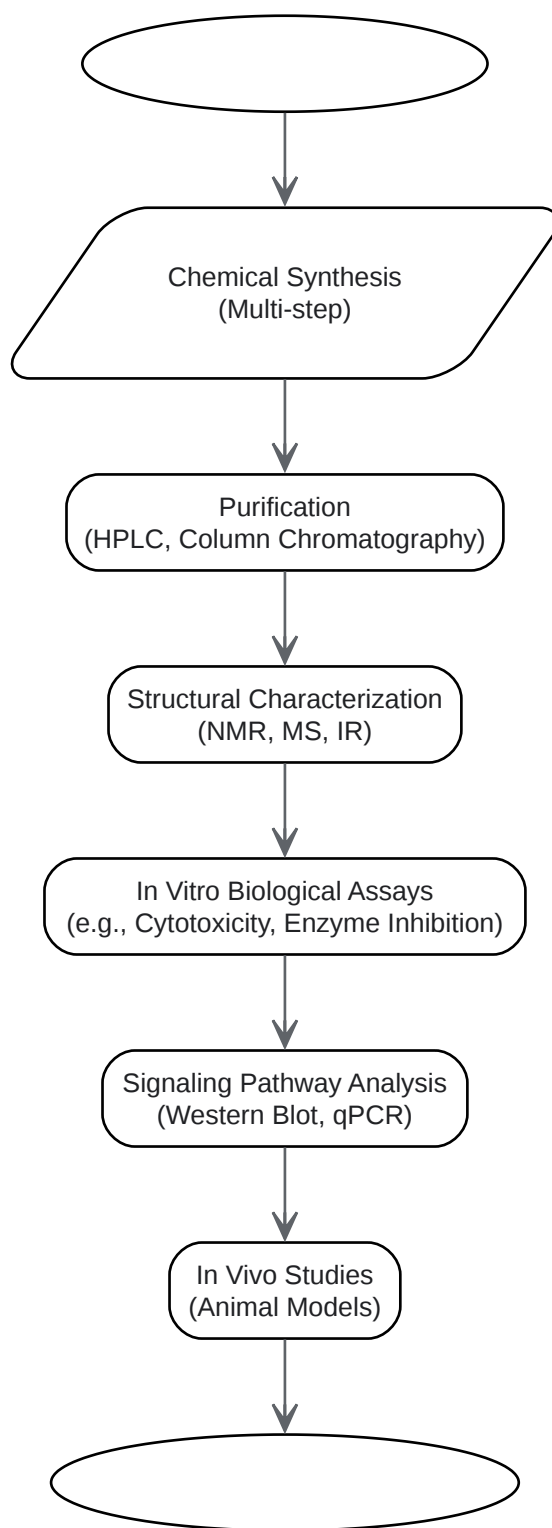 Chemical Synthesis
(Multi-step)
Purification
(HPLC, Column Chromatography)
Structural Characterization
(NMR, MS, IR)
In Vitro Biological Assays
(e.g., Cytotoxicity, Enzyme Inhibition)
Signaling Pathway Analysis
(Western Blot, qPCR)
In Vivo Studies
(Animal Models)